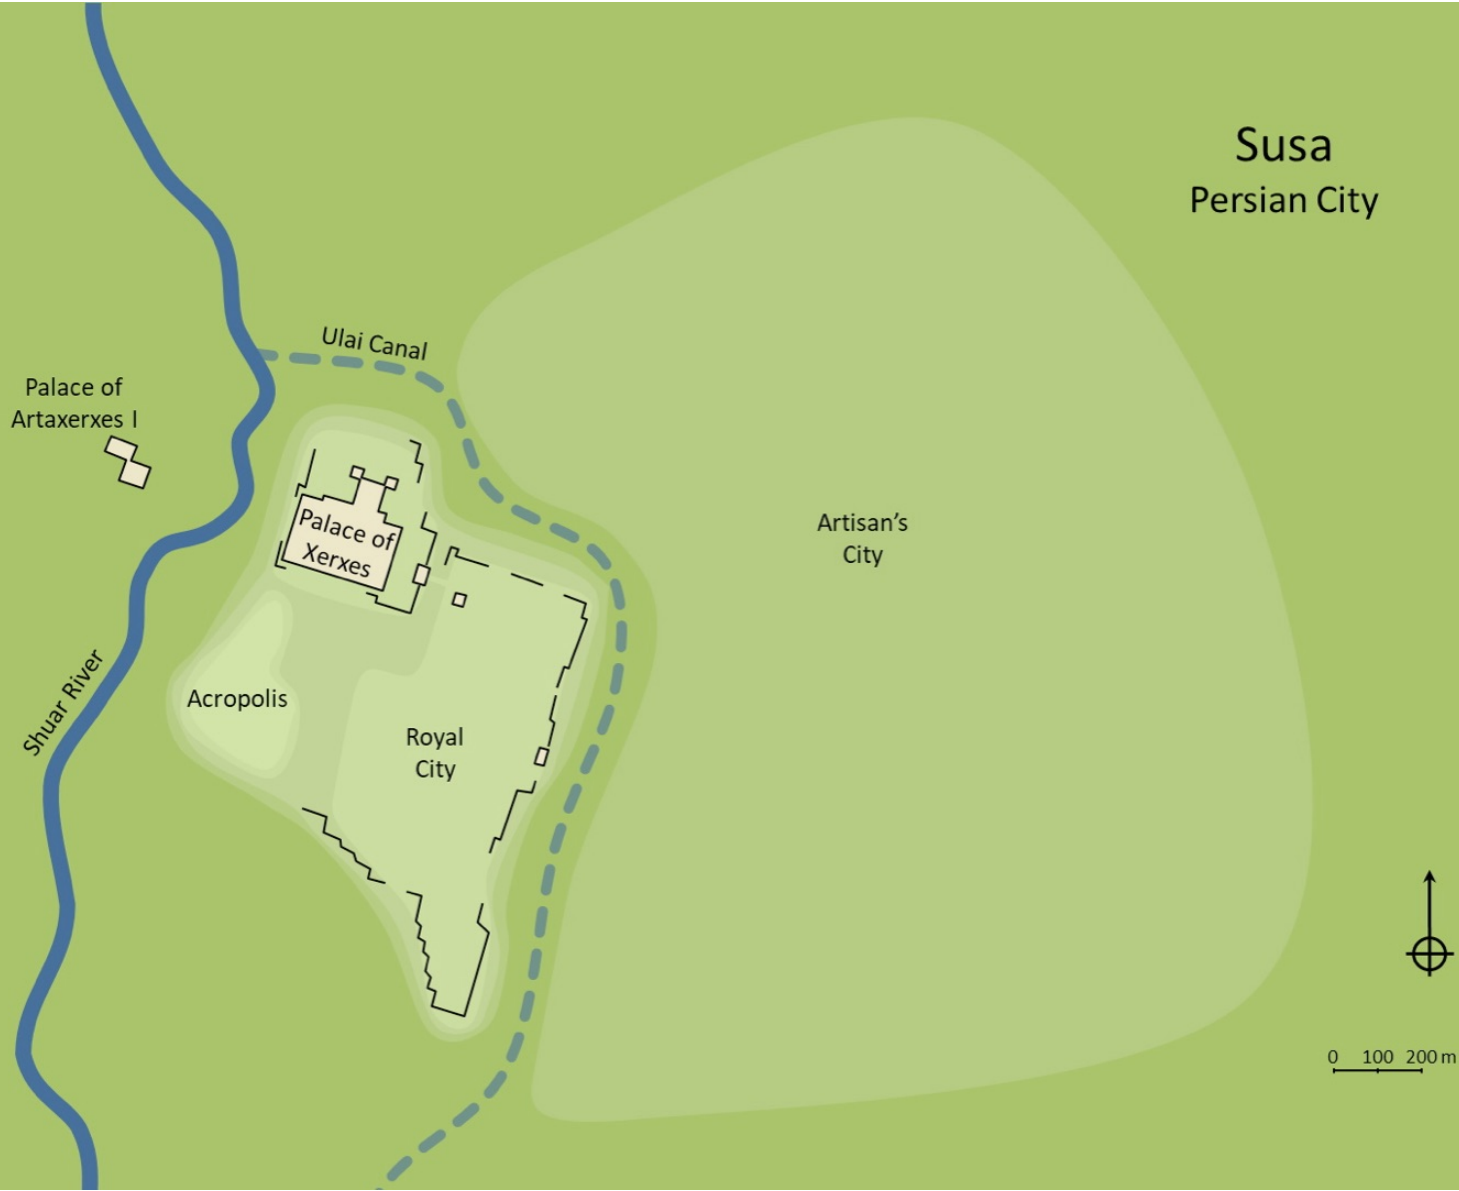 Susa
Persian City
Ulai Canal
Palace of
Artaxerxes I
Palace of
Xerxes
Artisan’s
City
Acropolis
Shuar River
Royal
City
0 100 200 m